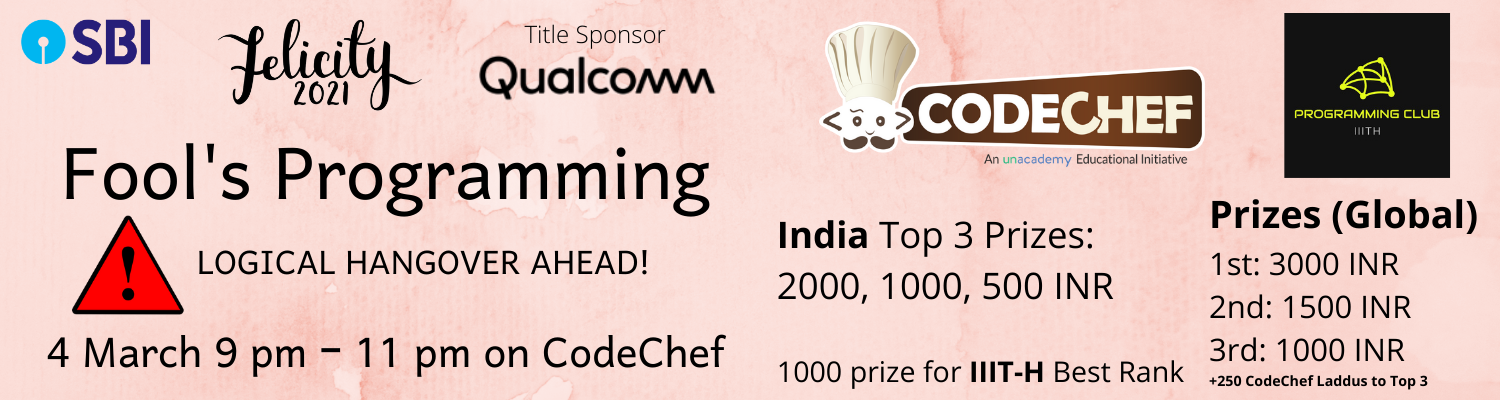 SBI
Felicity
2021
Title Sponsor
Qualcomm
Fool's Programming
!
LOGICAL HANGOVER AHEAD!
4 March 9 pm – 11 pm on CodeChef
CODECHEF
An unacademy Educational Initiative
India Top 3 Prizes:
2000, 1000, 500 INR
1000 prize for IIIT-H Best Rank
PROGRAMMING CLUB
IIITH
Prizes (Global)
1st: 3000 INR
2nd: 1500 INR
3rd: 1000 INR
+250 CodeChef Laddus to Top 3